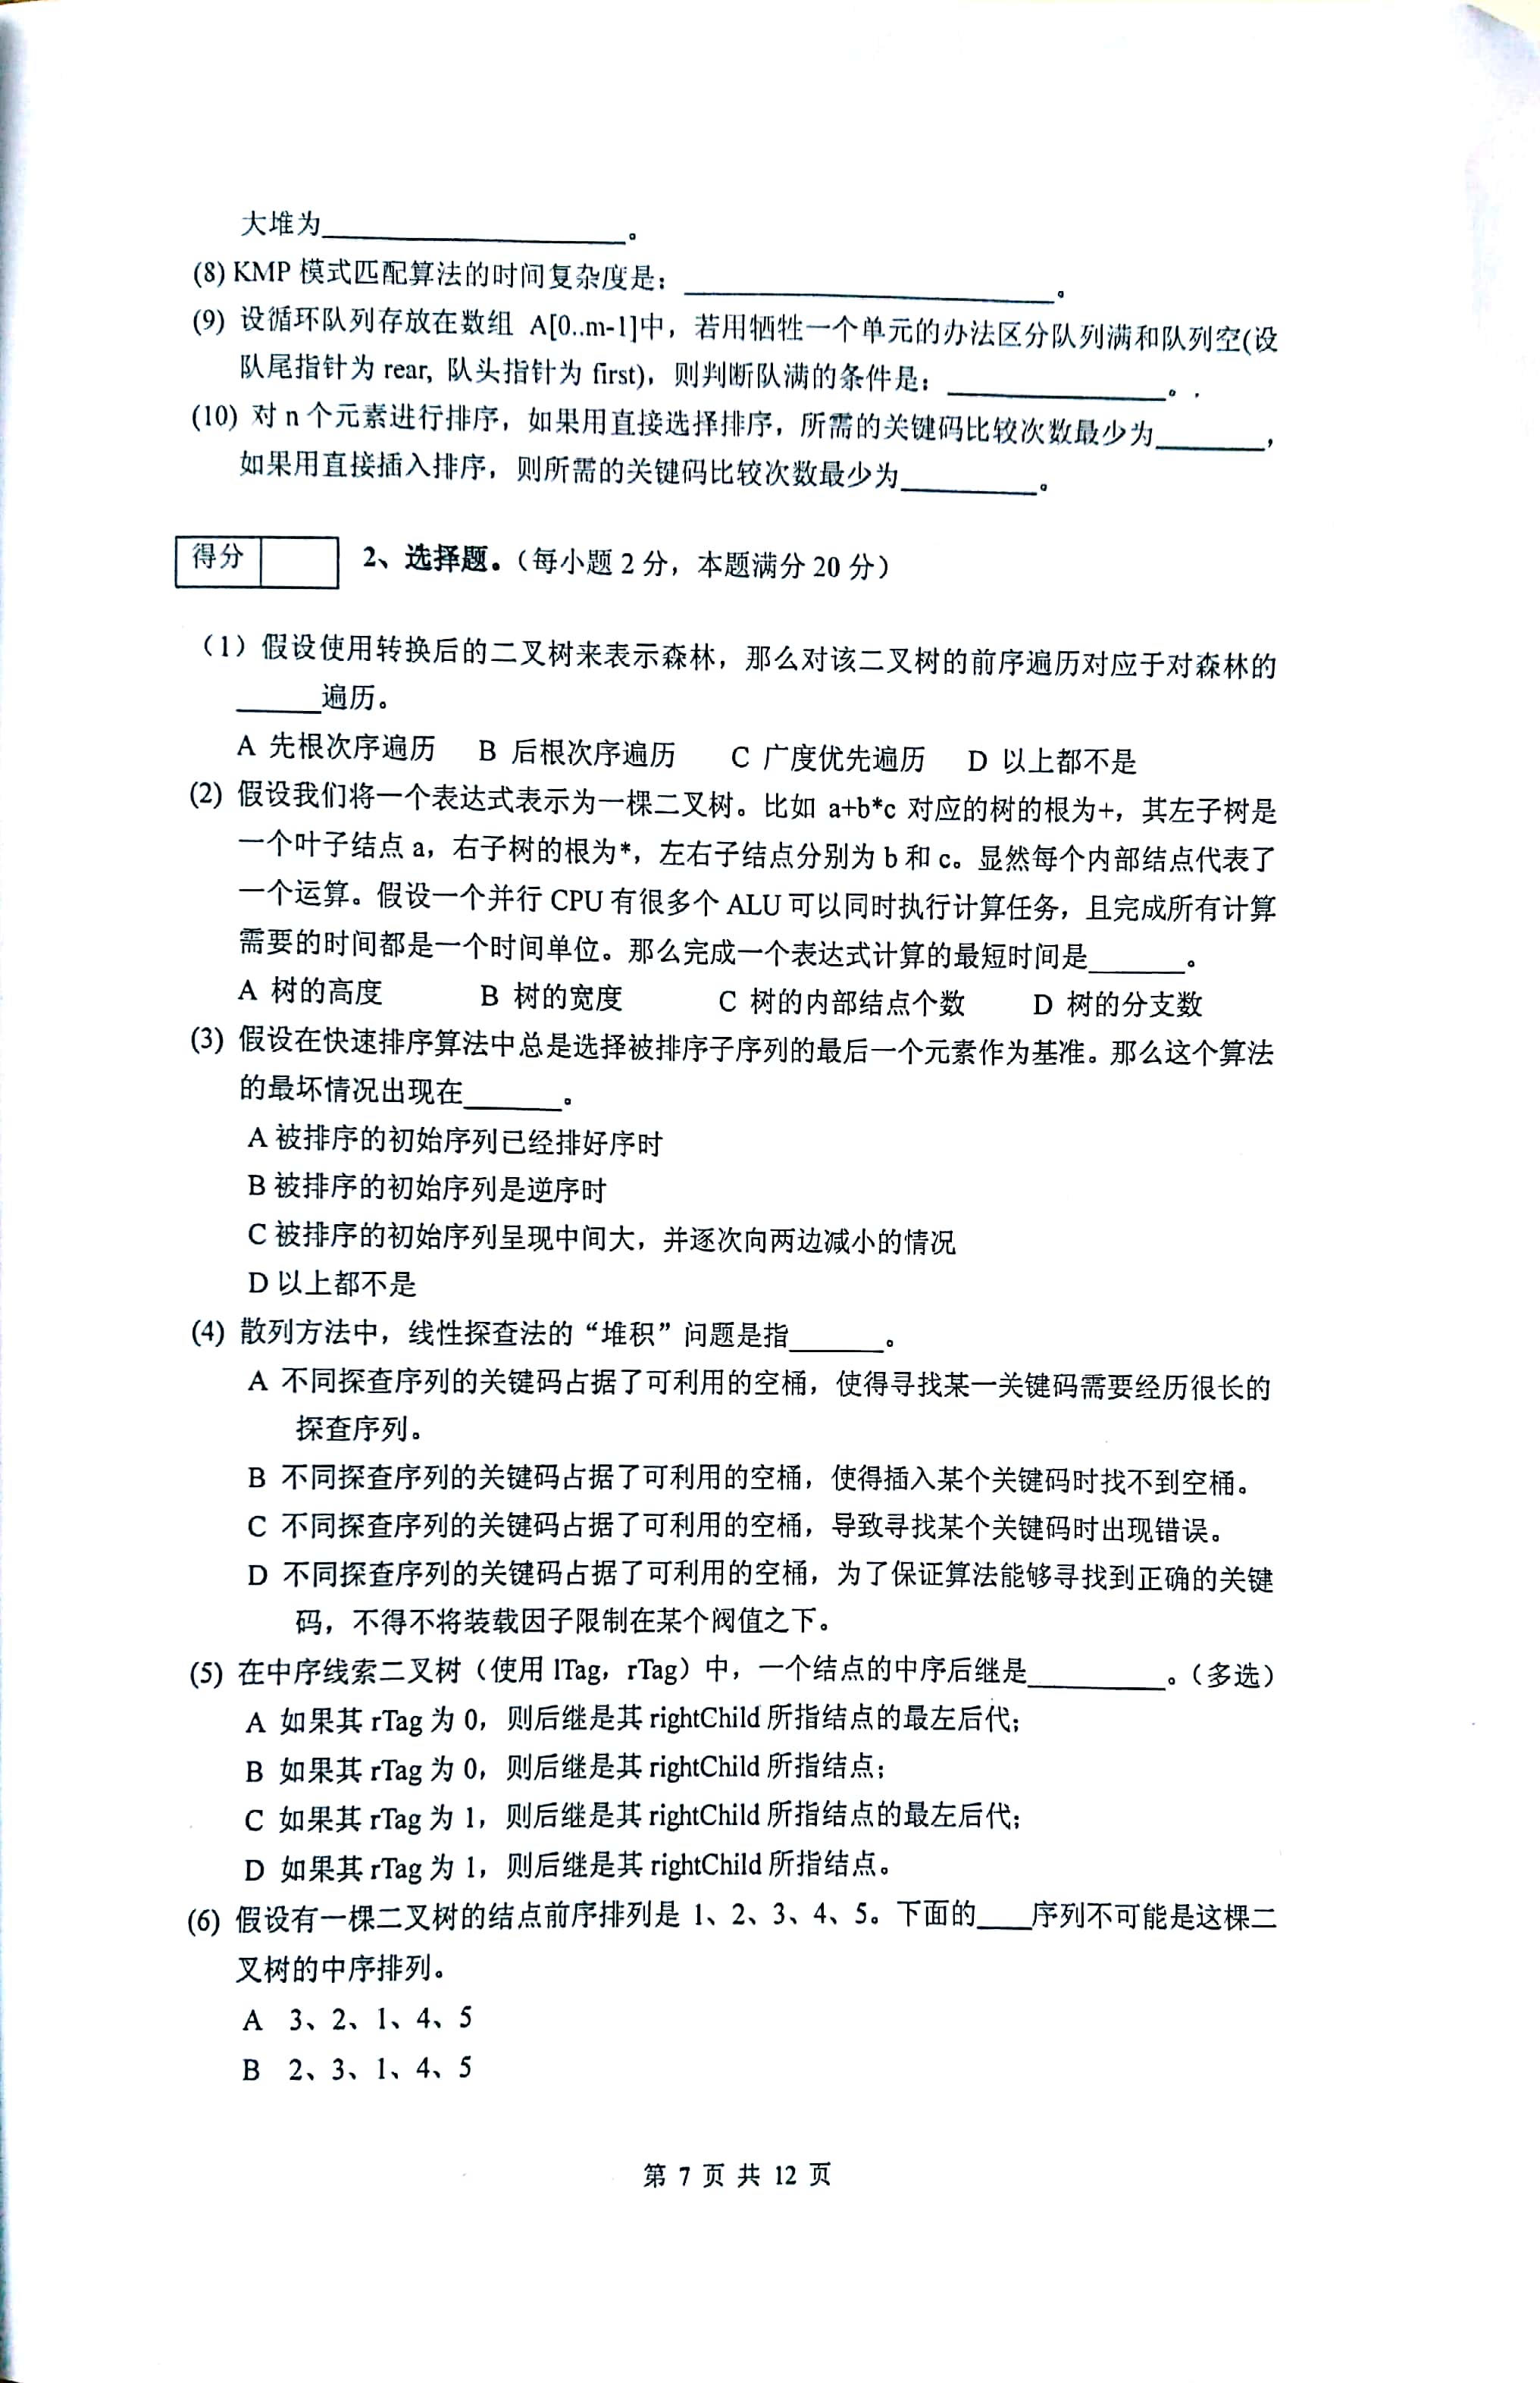 大堆为______________________。
(8) KMP 模式匹配算法的时间复杂度是：______________________。
(9) 设循环队列存放在数组 A[0..m-1]中，若用牺牲一个单元的办法区分队列满和队列空(设
队尾指针为 rear, 队头指针为 first)，则判断队满的条件是：________________。
(10) 对 n 个元素进行排序，如果用直接选择排序，所需的关键码比较次数最少为________，
如果用直接插入排序，则所需的关键码比较次数最少为__________。
得分
2、选择题。（每小题 2 分，本题满分 20 分）
（1）假设使用转换后的二叉树来表示森林，那么对该二叉树的前序遍历对应于对森林的
______遍历。
A 先根次序遍历 B 后根次序遍历 C 广度优先遍历 D 以上都不是
(2) 假设我们将一个表达式表示为一棵二叉树。比如 a+b*c 对应的树的根为+，其左子树是
一个叶子结点 a，右子树的根为*，左右子结点分别为 b 和 c。显然每个内部结点代表了
一个运算。假设一个并行 CPU 有很多个 ALU 可以同时执行计算任务，且完成所有计算
需要的时间都是一个时间单位。那么完成一个表达式计算的最短时间是_______。
A 树的高度 B 树的宽度 C 树的内部结点个数 D 树的分支数
(3) 假设在快速排序算法中总是选择被排序子序列的最后一个元素作为基准。那么这个算法
的最坏情况出现在_______。
A 被排序的初始序列已经排好序时
B 被排序的初始序列是逆序时
C 被排序的初始序列呈现中间大，并逐次向两边减小的情况
D 以上都不是
(4) 散列方法中，线性探查法的“堆积”问题是指_______。
A 不同探查序列的关键码占据了可利用的空桶，使得寻找某一关键码需要经历很长的
探查序列。
B 不同探查序列的关键码占据了可利用的空桶，使得插入某个关键码时找不到空桶。
C 不同探查序列的关键码占据了可利用的空桶，导致寻找某个关键码时出现错误。
D 不同探查序列的关键码占据了可利用的空桶，为了保证算法能够寻找到正确的关键
码，不得不将装载因子限制在某个阀值之下。
(5) 在中序线索二叉树（使用 lTag，rTag）中，一个结点的中序后继是__________。（多选）
A 如果其 rTag 为 0，则后继是其 rightChild 所指结点的最左后代；
B 如果其 rTag 为 0，则后继是其 rightChild 所指结点；
C 如果其 rTag 为 1，则后继是其 rightChild 所指结点的最左后代；
D 如果其 rTag 为 1，则后继是其 rightChild 所指结点。
(6) 假设有一棵二叉树的结点前序排列是 1、2、3、4、5。下面的____序列不可能是这棵二
叉树的中序排列。
A 3、2、1、4、5
B 2、3、1、4、5
第 7 页 共 12 页